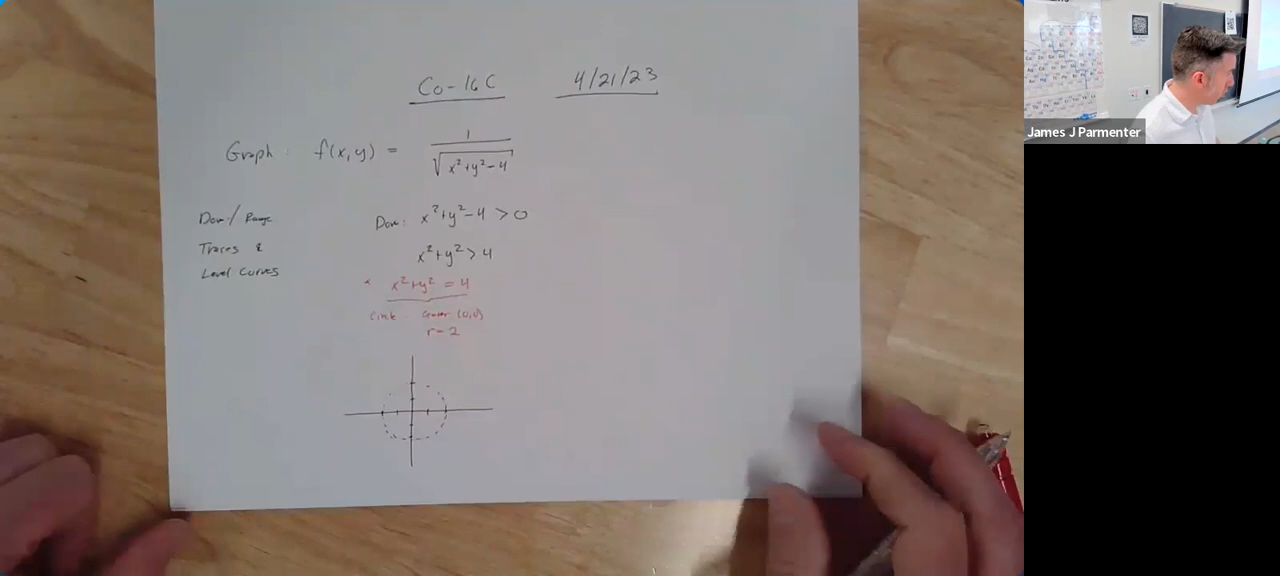 Co-16C 4/21/23
Graph: f(x,y) = 1/√(x²+y²-4)
Dom/Range
Traces &
Level Curves
Dom: x²+y²-4 > 0
x²+y² > 4
x²+y² = 4
Circle Center (0,0)
r=2
James J Parmenter